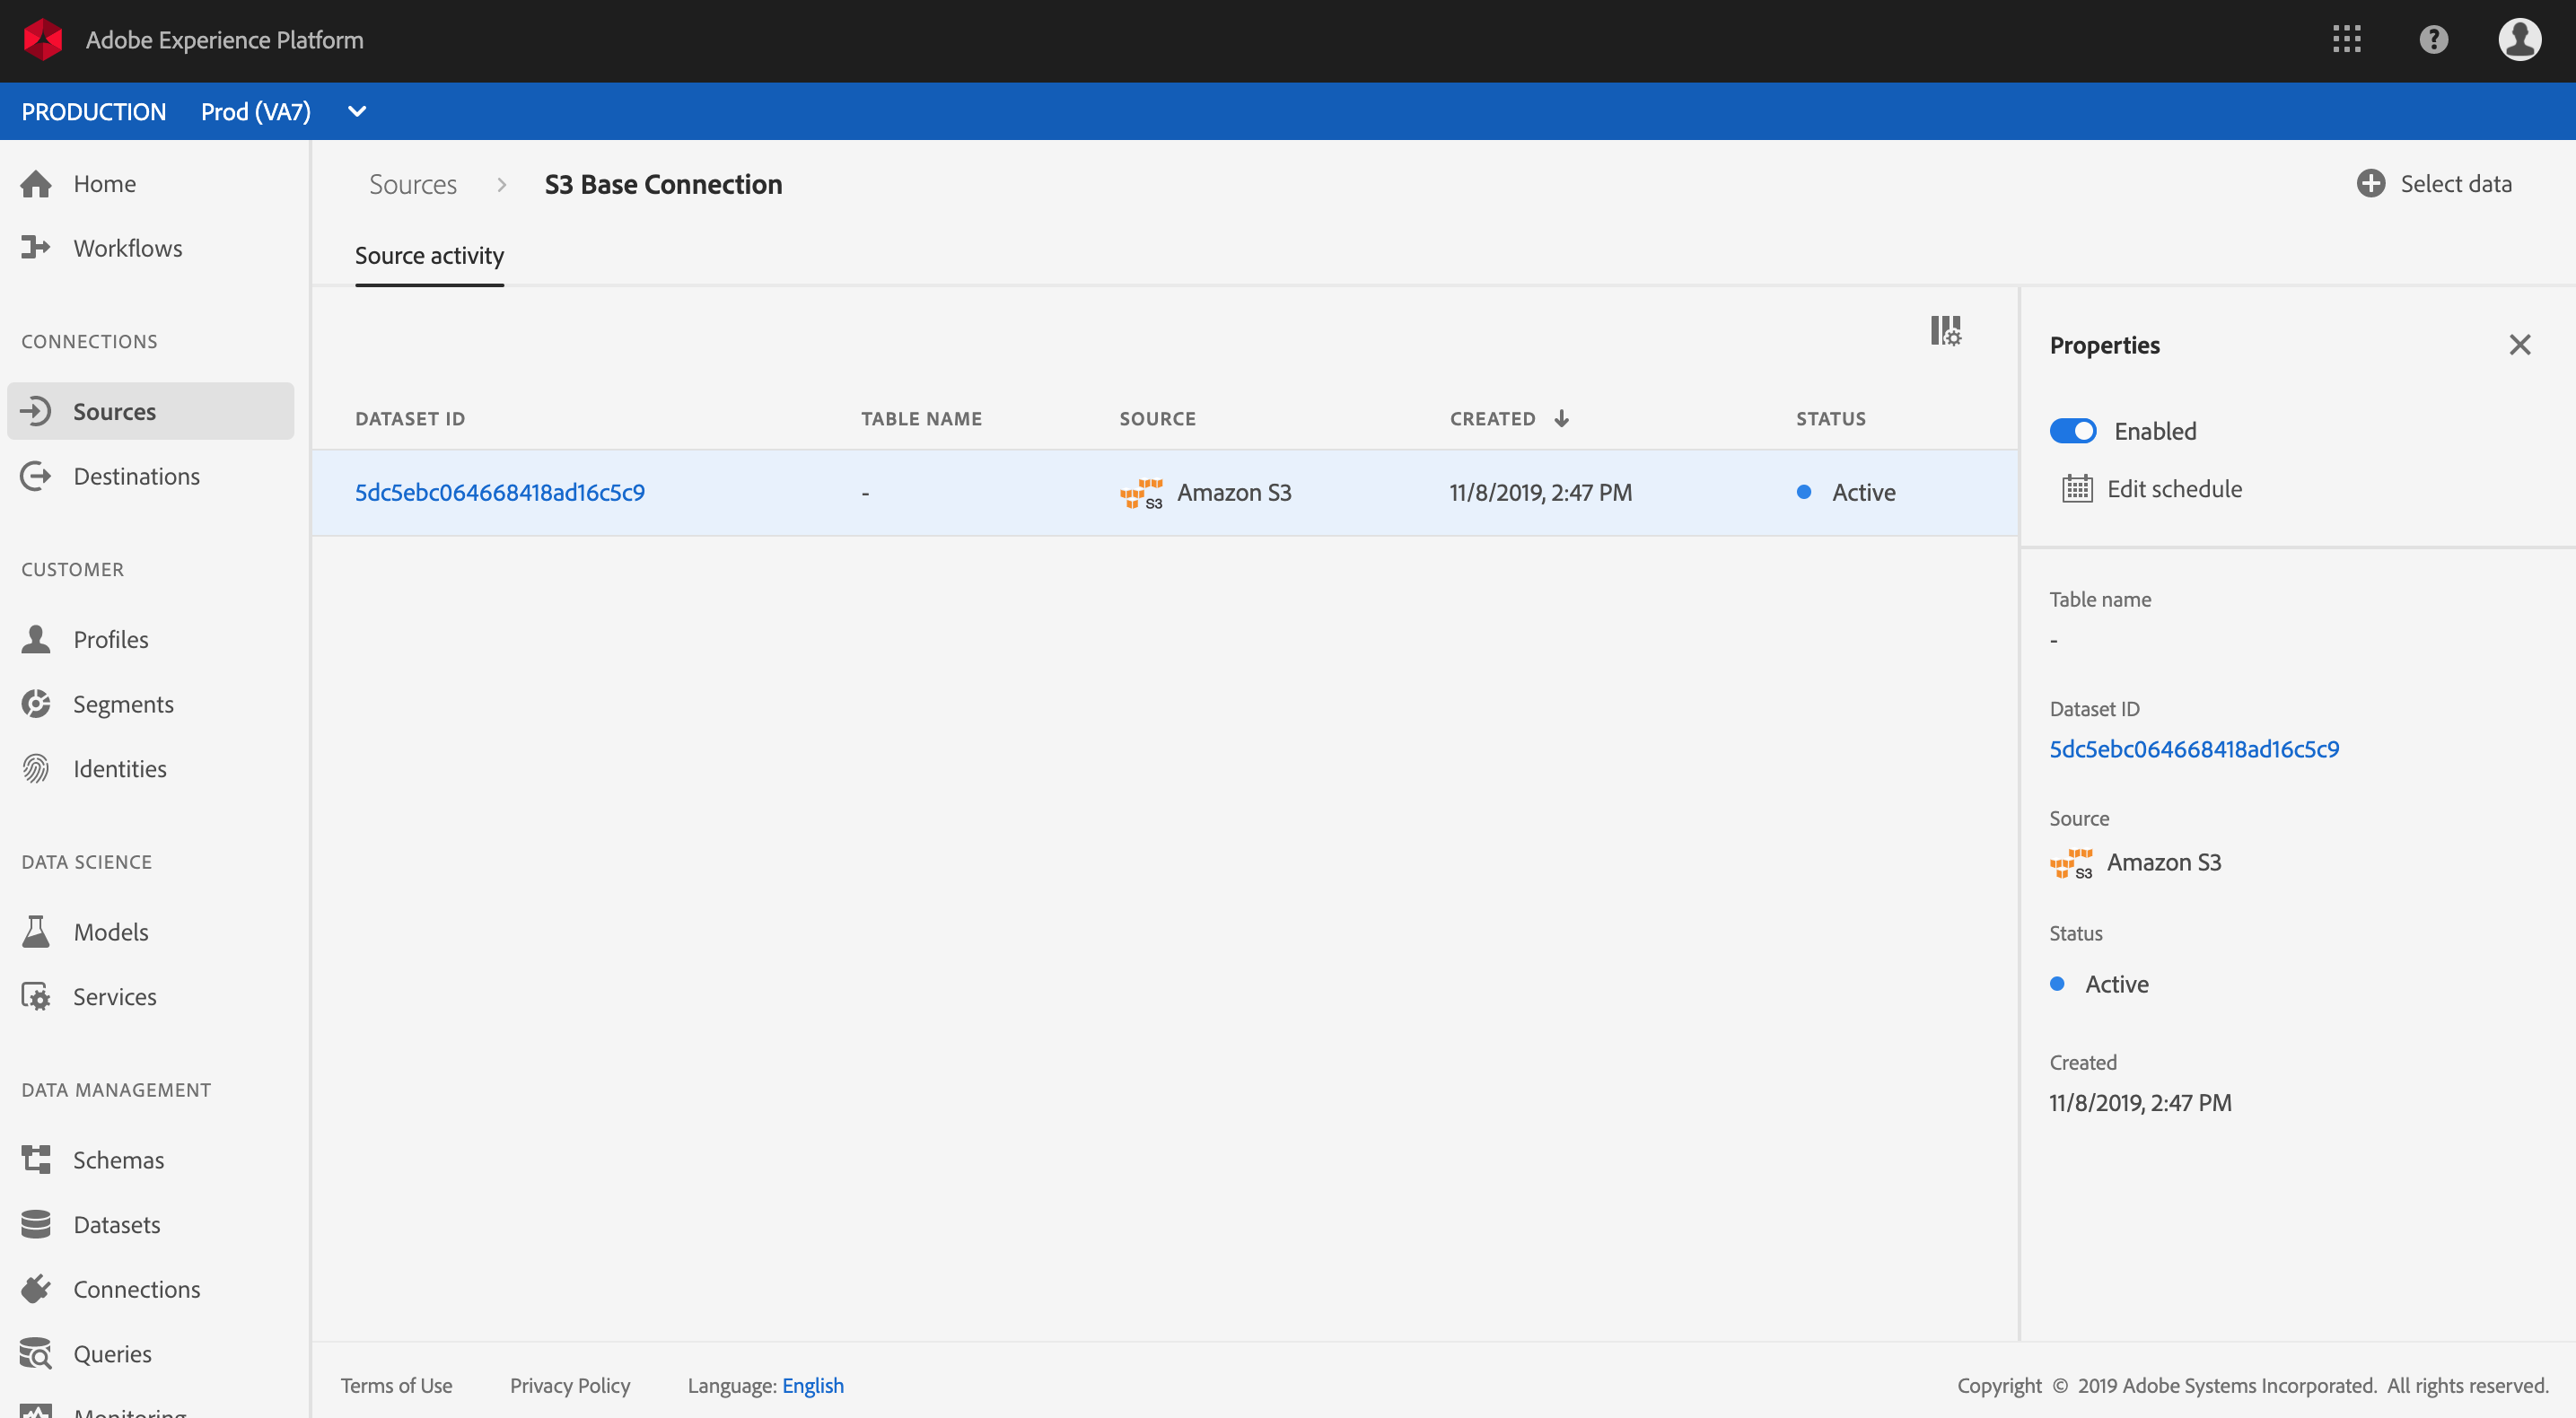 Adobe Experience Platform
PRODUCTION Prod (VA7)
Home
Workflows
CONNECTIONS
Sources
Destinations
CUSTOMER
Profiles
Segments
Identities
DATA SCIENCE
Models
Services
DATA MANAGEMENT
Schemas
Datasets
Connections
Queries
Monitoring
Sources S3 Base Connection
Select data
Source activity
DATASET ID TABLE NAME SOURCE CREATED STATUS
5dc5ebc064668418ad16c5c9 - S3 Amazon S3 11/8/2019, 2:47 PM Active
Properties
Enabled
Edit schedule
Table name
-
Dataset ID
5dc5ebc064668418ad16c5c9
Source
S3 Amazon S3
Status
Active
Created
11/8/2019, 2:47 PM
Terms of Use Privacy Policy Language: English Copyright © 2019 Adobe Systems Incorporated. All rights reserved.